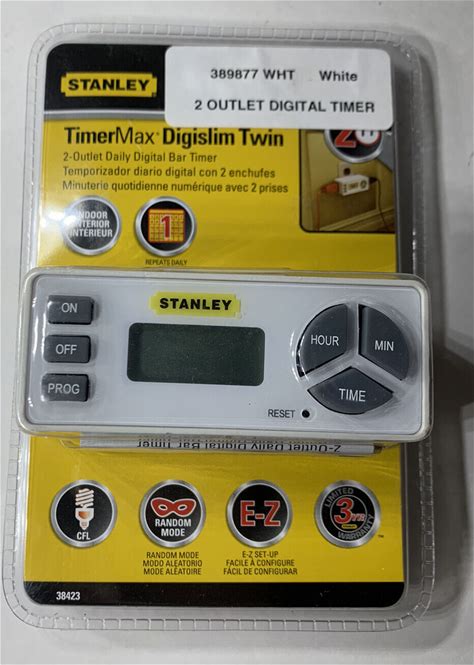 STANLEY
389877 WHT White
2 OUTLET DIGITAL TIMER
TimerMax® Digislim Twin
2-Outlet Daily Digital Bar Timer
Temporizador diario digital con 2 enchufes
Minuterie quotidienne numérique avec 2 prises
INDOOR
INTERIOR
INTÉRIEUR
1
REPEATS DAILY
2
STANLEY
ON
OFF
PROG
HOUR
MIN
TIME
RESET
2-Outlet Daily Digital Bar Timer
CFL
RANDOM
MODE
RANDOM MODE
MODO ALEATORIO
MODE ALÉATOIRE
E-Z
E-Z SET-UP
FACILE À CONFIGURE
FÁCIL DE CONFIGURAR
LIMITED
3 YR
WARRANTY
38423